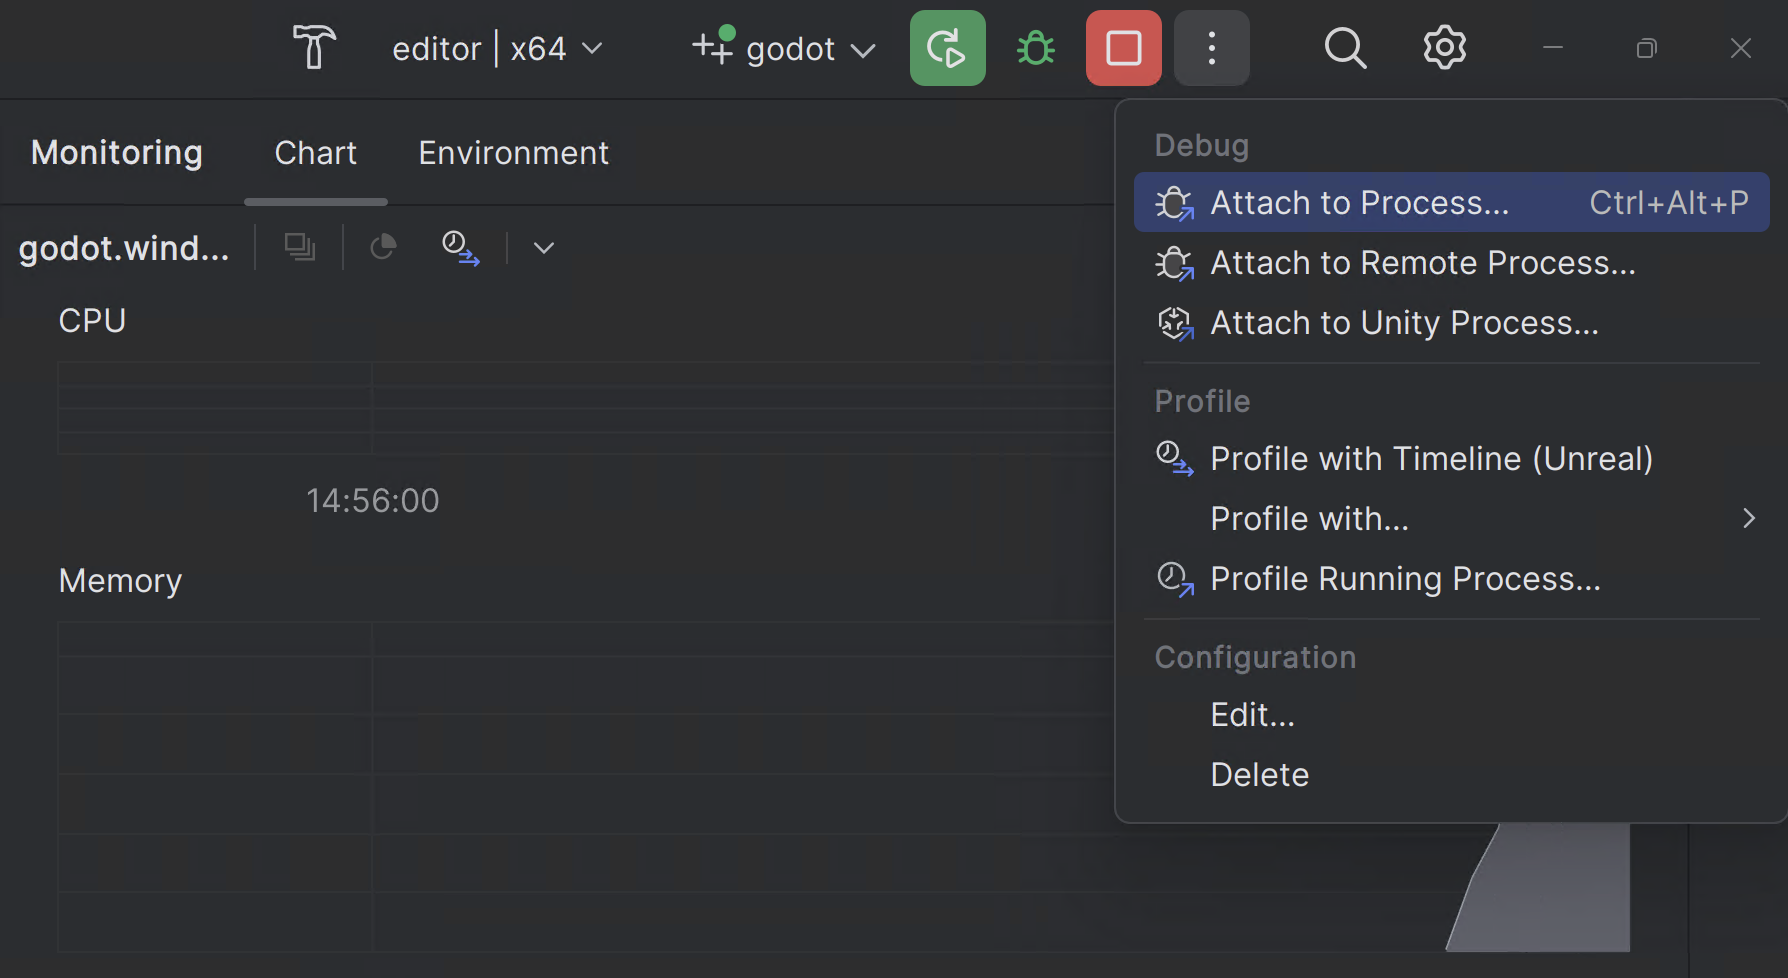 editor | x64
godot
Monitoring
Chart
Environment
godot.wind...
CPU
14:56:00
Memory
Debug
Attach to Process... Ctrl+Alt+P
Attach to Remote Process...
Attach to Unity Process...
Profile
Profile with Timeline (Unreal)
Profile with...
Profile Running Process...
Configuration
Edit...
Delete